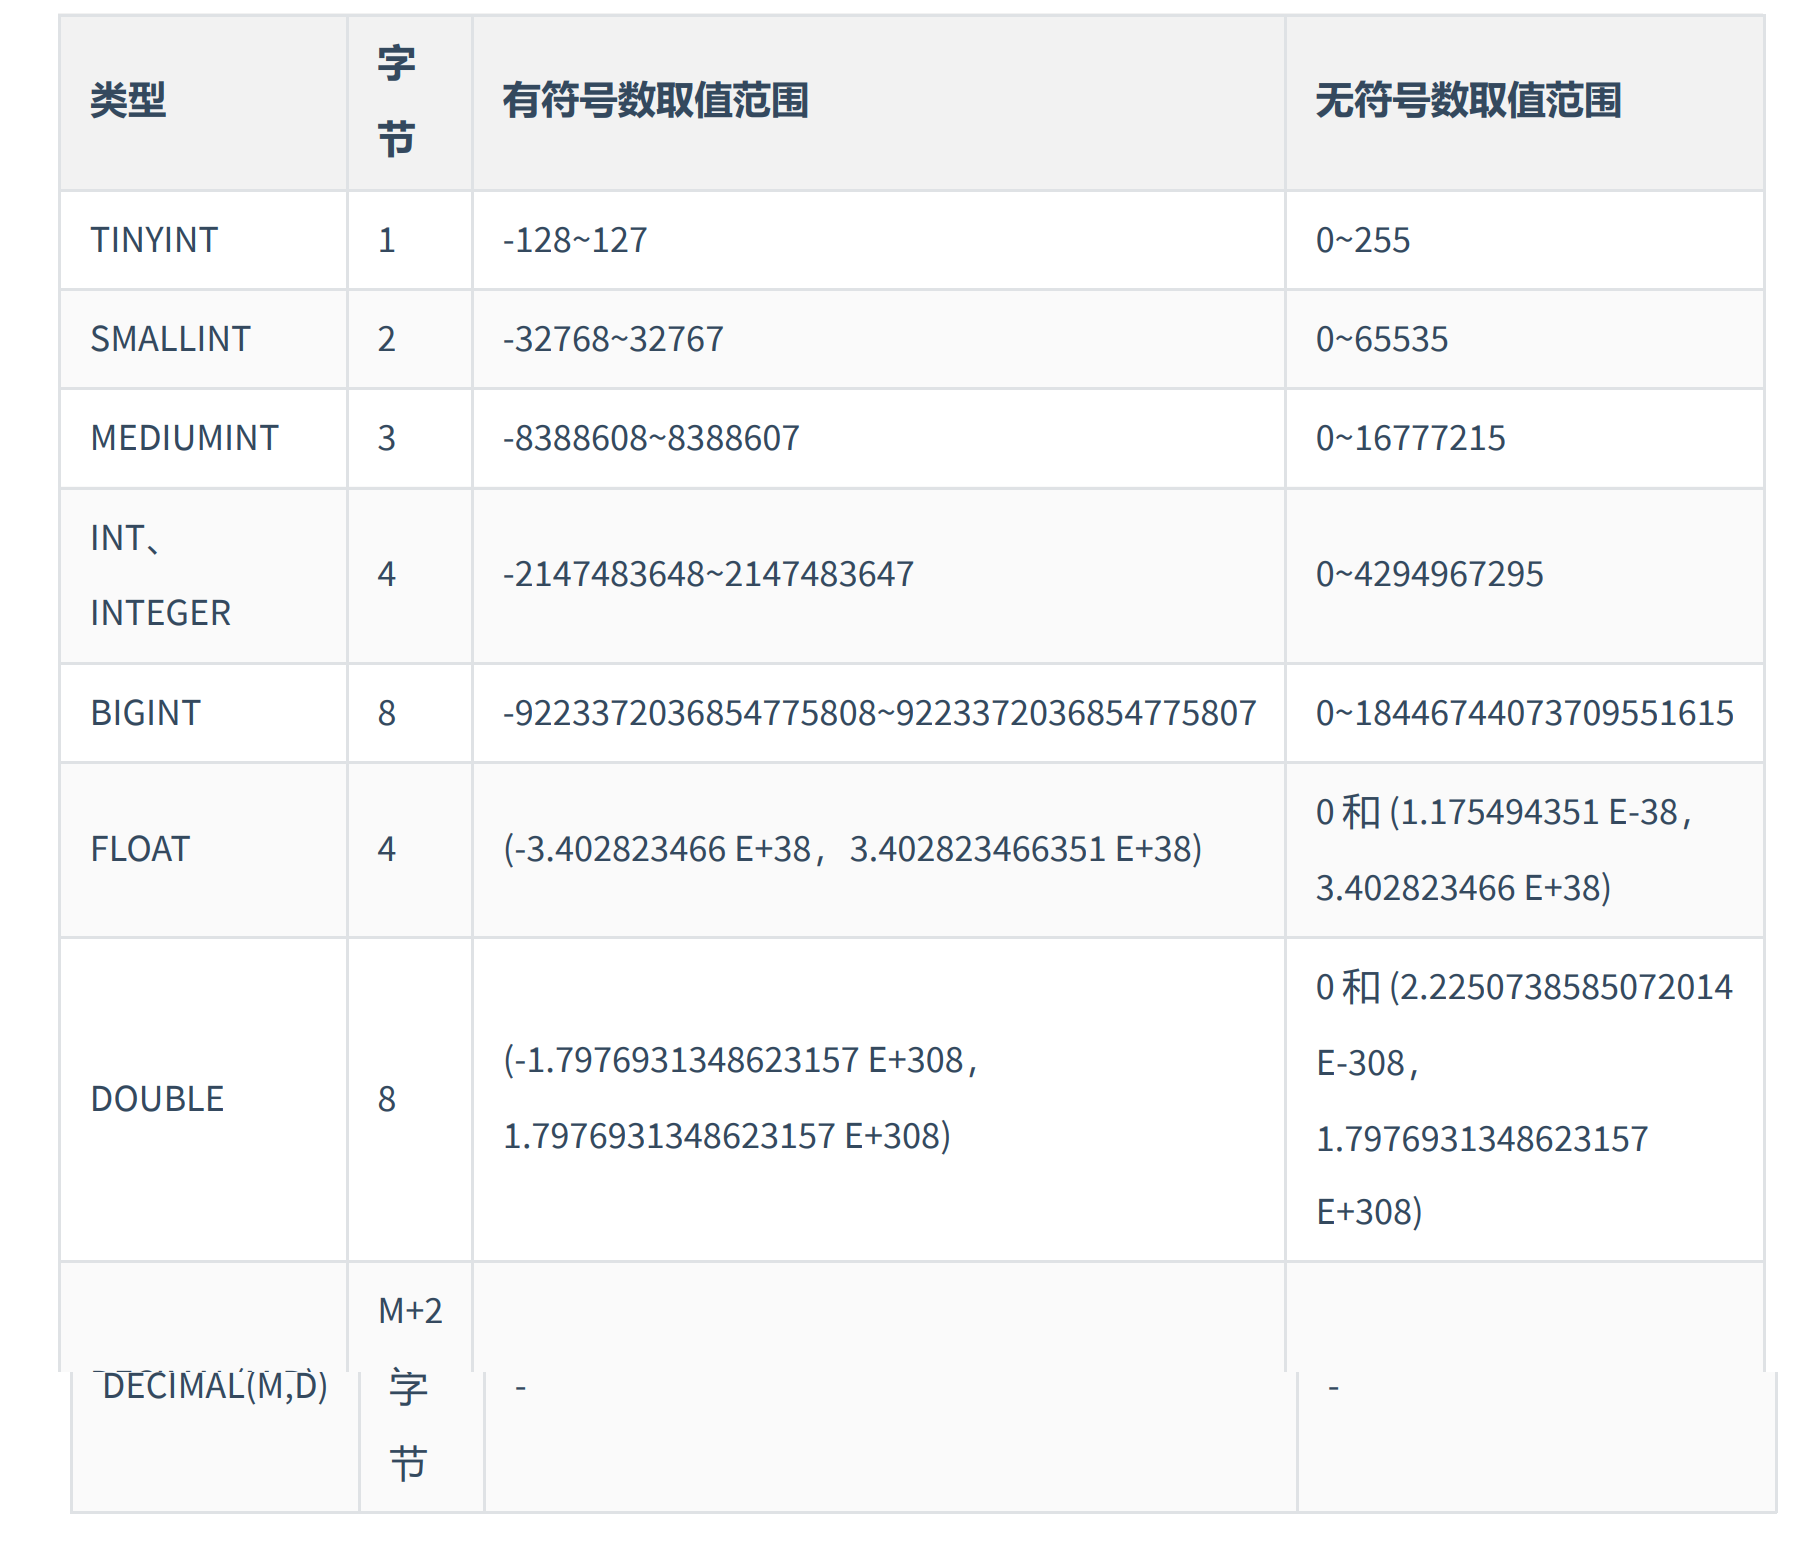 类型 字节 有符号数取值范围 无符号数取值范围
TINYINT 1 -128~127 0~255
SMALLINT 2 -32768~32767 0~65535
MEDIUMINT 3 -8388608~8388607 0~16777215
INT、
INTEGER 4 -2147483648~2147483647 0~4294967295
BIGINT 8 -9223372036854775808~9223372036854775807 0~18446744073709551615
FLOAT 4 (-3.402823466 E+38，3.402823466351 E+38) 0 和 (1.175494351 E-38，
3.402823466 E+38)
DOUBLE 8 (-1.7976931348623157 E+308，
1.7976931348623157 E+308) 0 和 (2.2250738585072014
E-308，
1.7976931348623157
E+308)
DECIMAL(M,D) M+2
字
节 - -